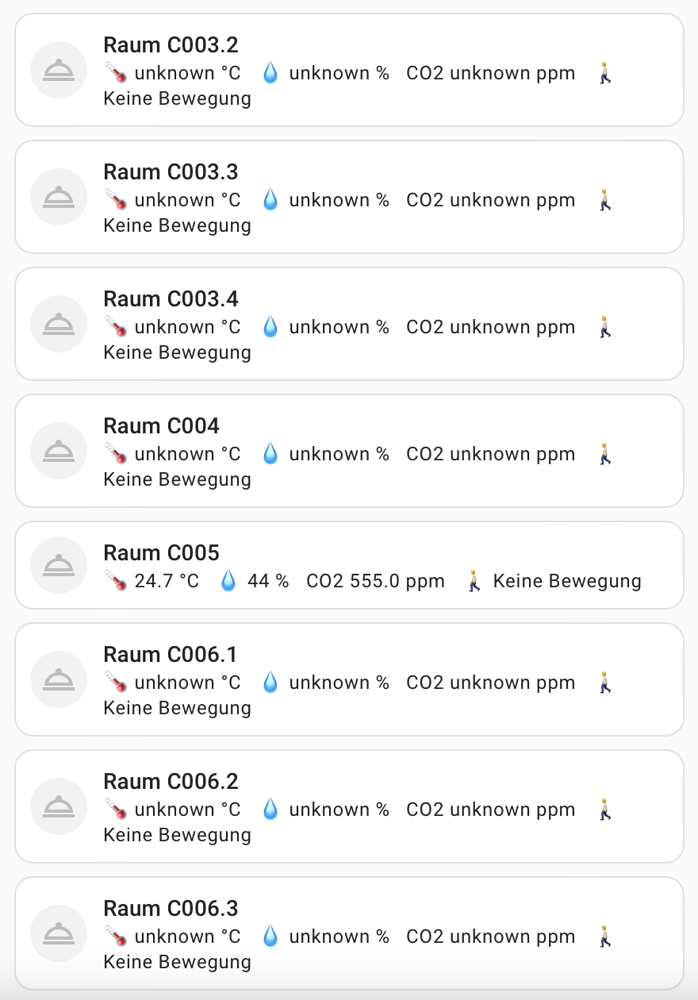 Raum C003.2
🌡️ unknown °C 💧 unknown % CO2 unknown ppm 🚶
Keine Bewegung
Raum C003.3
🌡️ unknown °C 💧 unknown % CO2 unknown ppm 🚶
Keine Bewegung
Raum C003.4
🌡️ unknown °C 💧 unknown % CO2 unknown ppm 🚶
Keine Bewegung
Raum C004
🌡️ unknown °C 💧 unknown % CO2 unknown ppm 🚶
Keine Bewegung
Raum C005
🌡️ 24.7 °C 💧 44 % CO2 555.0 ppm 🚶 Keine Bewegung
Raum C006.1
🌡️ unknown °C 💧 unknown % CO2 unknown ppm 🚶
Keine Bewegung
Raum C006.2
🌡️ unknown °C 💧 unknown % CO2 unknown ppm 🚶
Keine Bewegung
Raum C006.3
🌡️ unknown °C 💧 unknown % CO2 unknown ppm 🚶
Keine Bewegung